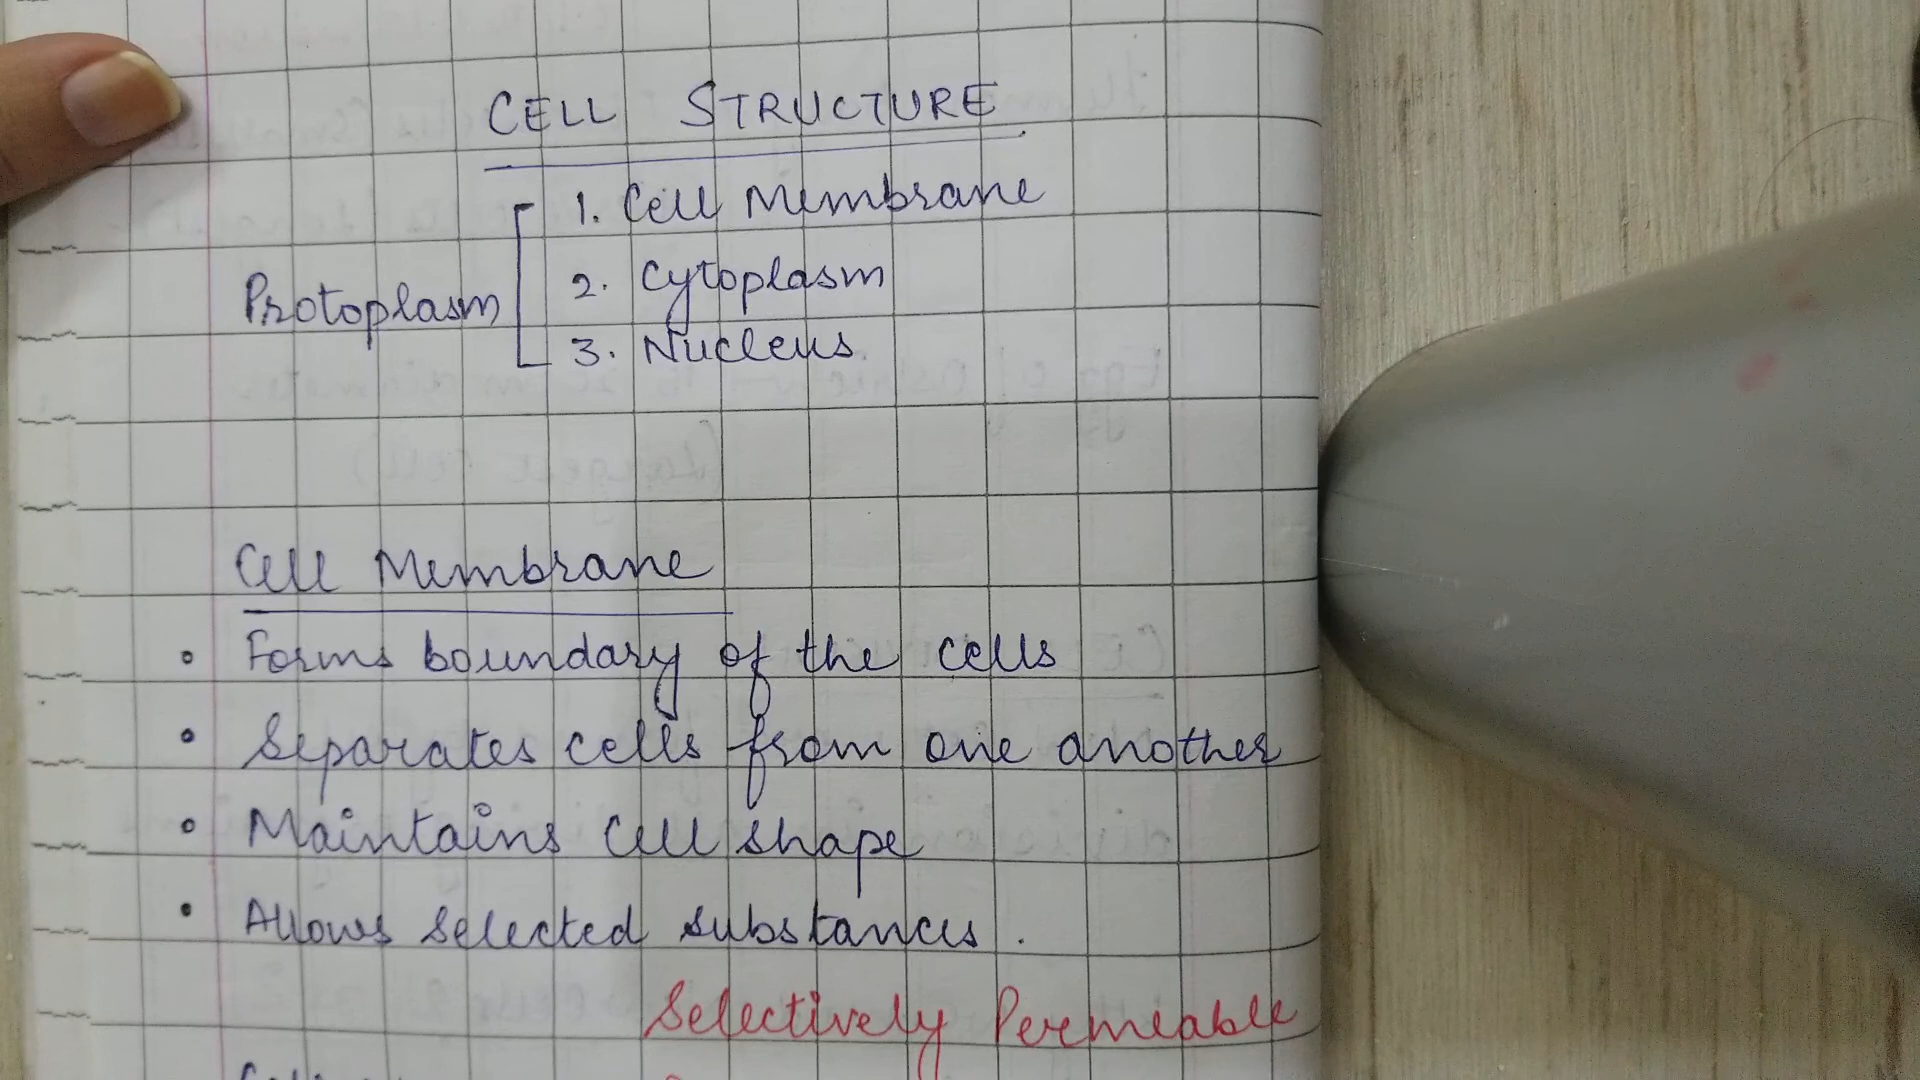 CELL STRUCTURE
1. Cell Membrane
2. Cytoplasm
Protoplasm
3. Nucleus
Cell Membrane
• Forms boundary of the cells
• Separates cells from one another
• Maintains cell shape
• Allows selected substances.
Selectively Permeable